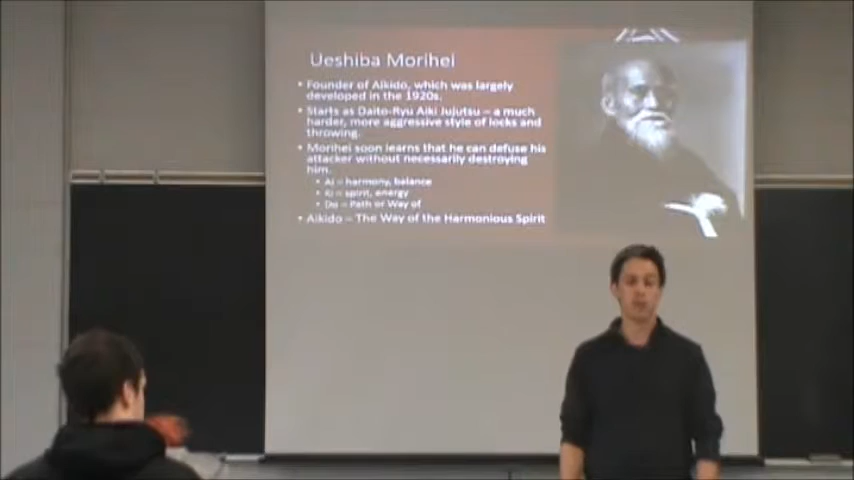 Ueshiba Morihei
• Founder of Aikido, which was largely
developed in the 1920s.
• Starts as Daito-Ryu Aiki Jujutsu – a much
harder, more aggressive style of locks and
throwing.
• Morihei soon learns that he can defuse his
attacker without necessarily destroying
him.
• Ai – harmony, balance
• Ki – spirit, energy
• Do – Path or Way of
• Aikido – The Way of the Harmonious Spirit